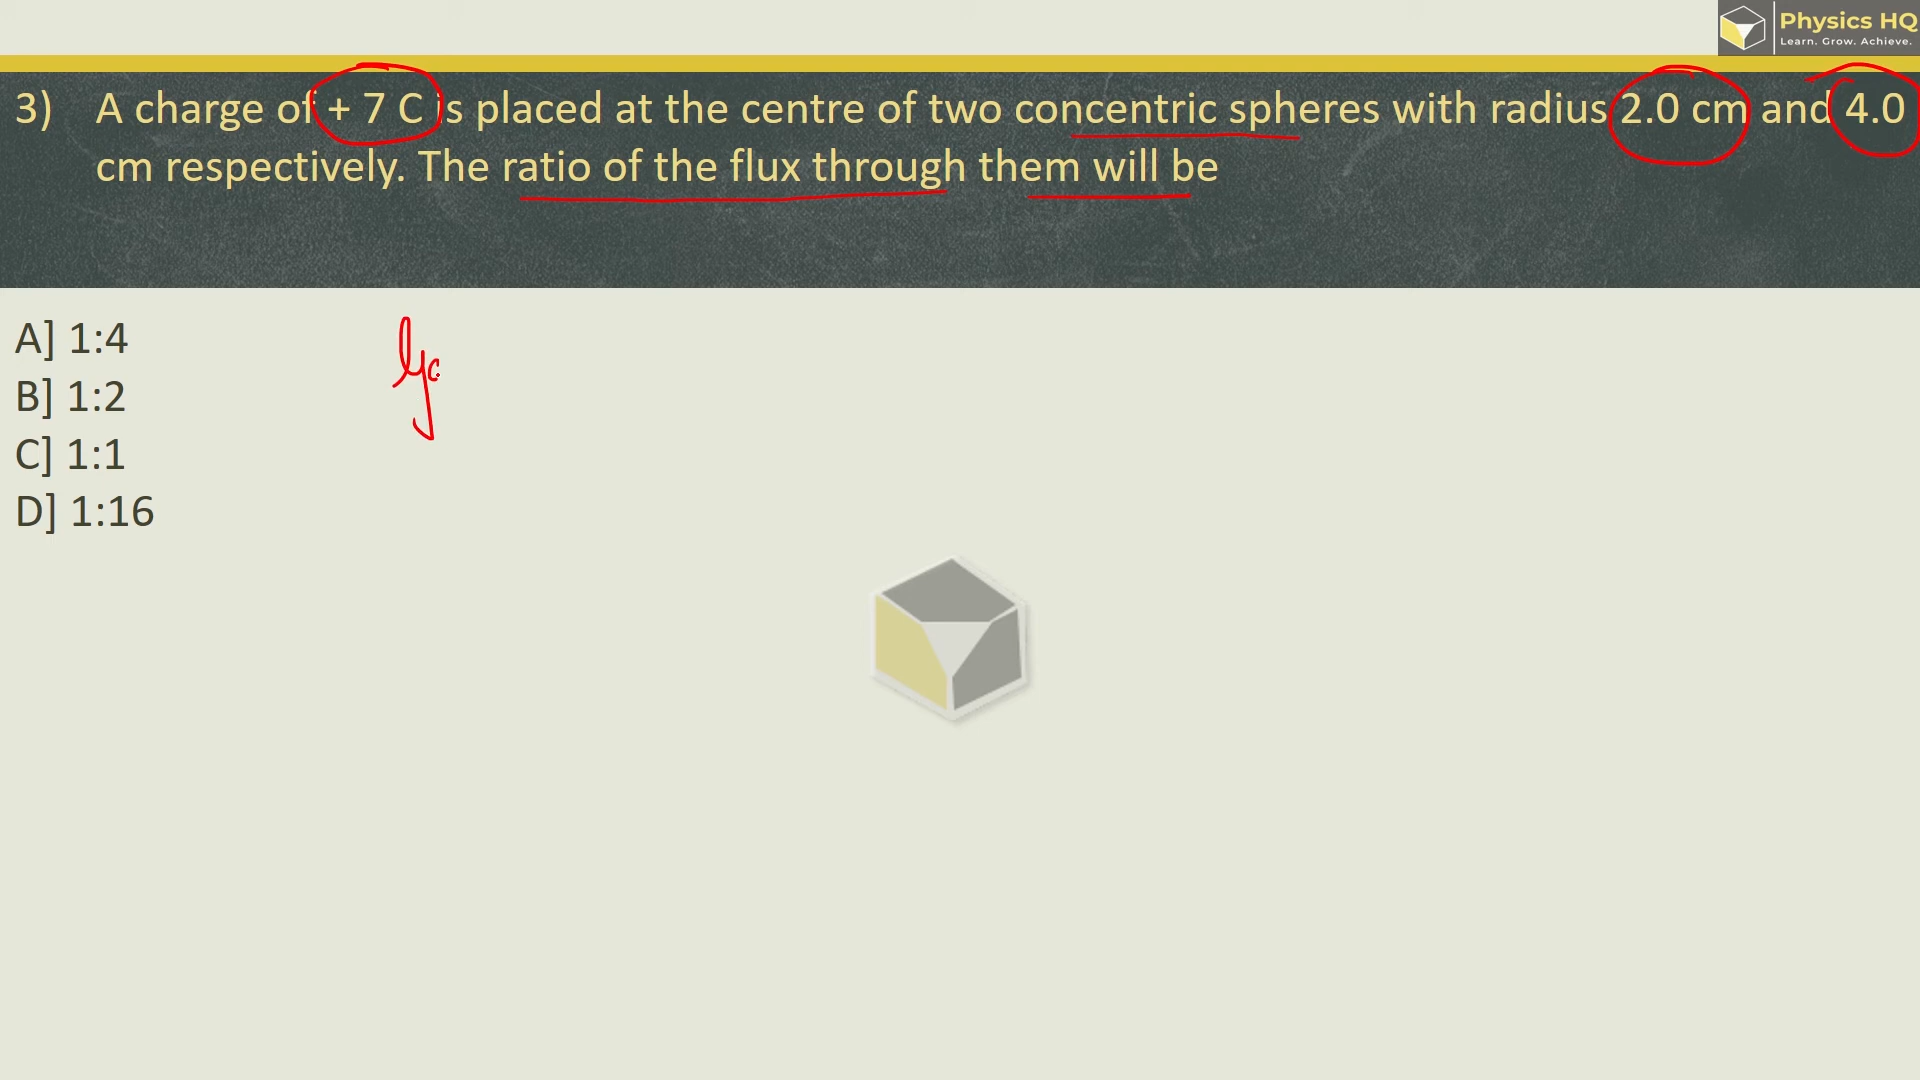 Physics HQ
Learn. Grow. Achieve.
3) A charge of + 7 C is placed at the centre of two concentric spheres with radius 2.0 cm and 4.0
cm respectively. The ratio of the flux through them will be
A] 1:4
B] 1:2
C] 1:1
D] 1:16